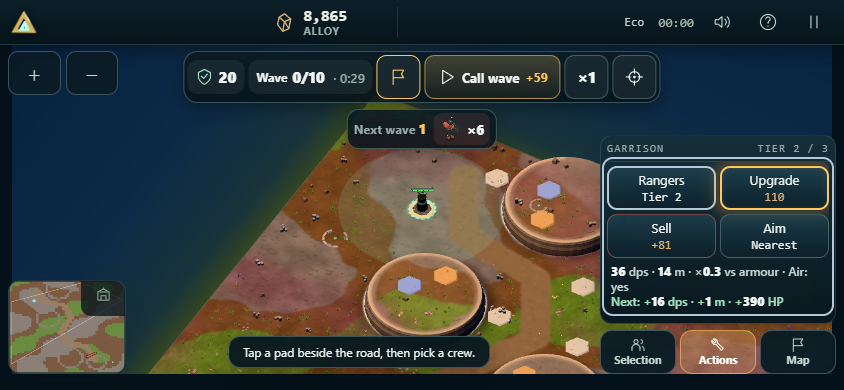 8,865
ALLOY
Eco 00:00
20
Wave 0/10 · 0:29
Call wave +59
×1
Next wave 1 ×6
GARRISON TIER 2 / 3
Rangers
Tier 2
Upgrade
110
Sell
+81
Aim
Nearest
36 dps · 14 m · ×0.3 vs armour · Air:
yes
Next: +16 dps · +1 m · +390 HP
Tap a pad beside the road, then pick a crew.
Selection
Actions
Map